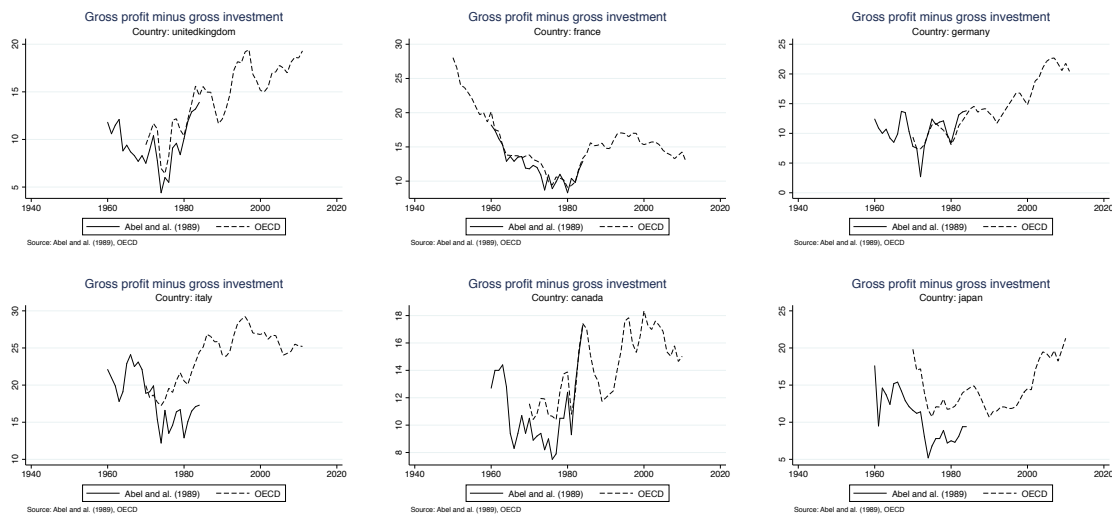 Gross profit minus gross investment
Country: unitedkingdom
20
15
10
5
1940 1960 1980 2000 2020
Abel and al. (1989) OECD
Source: Abel and al. (1989), OECD
Gross profit minus gross investment
Country: france
30
25
20
15
10
1940 1960 1980 2000 2020
Abel and al. (1989) OECD
Source: Abel and al. (1989), OECD
Gross profit minus gross investment
Country: germany
25
20
15
10
5
0
1940 1960 1980 2000 2020
Abel and al. (1989) OECD
Source: Abel and al. (1989), OECD
Gross profit minus gross investment
Country: italy
30
25
20
15
10
1940 1960 1980 2000 2020
Abel and al. (1989) OECD
Source: Abel and al. (1989), OECD
Gross profit minus gross investment
Country: canada
18
16
14
12
10
8
1940 1960 1980 2000 2020
Abel and al. (1989) OECD
Source: Abel and al. (1989), OECD
Gross profit minus gross investment
Country: japan
25
20
15
10
5
1940 1960 1980 2000 2020
Abel and al. (1989) OECD
Source: Abel and al. (1989), OECD